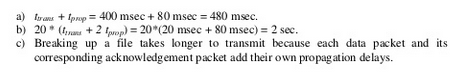 a) ttrans + tprop = 400 msec + 80 msec = 480 msec.
b) 20 * (ttrans + 2 tprop) = 20*(20 msec + 80 msec) = 2 sec.
c) Breaking up a file takes longer to transmit because each data packet and its
corresponding acknowledgement packet add their own propagation delays.